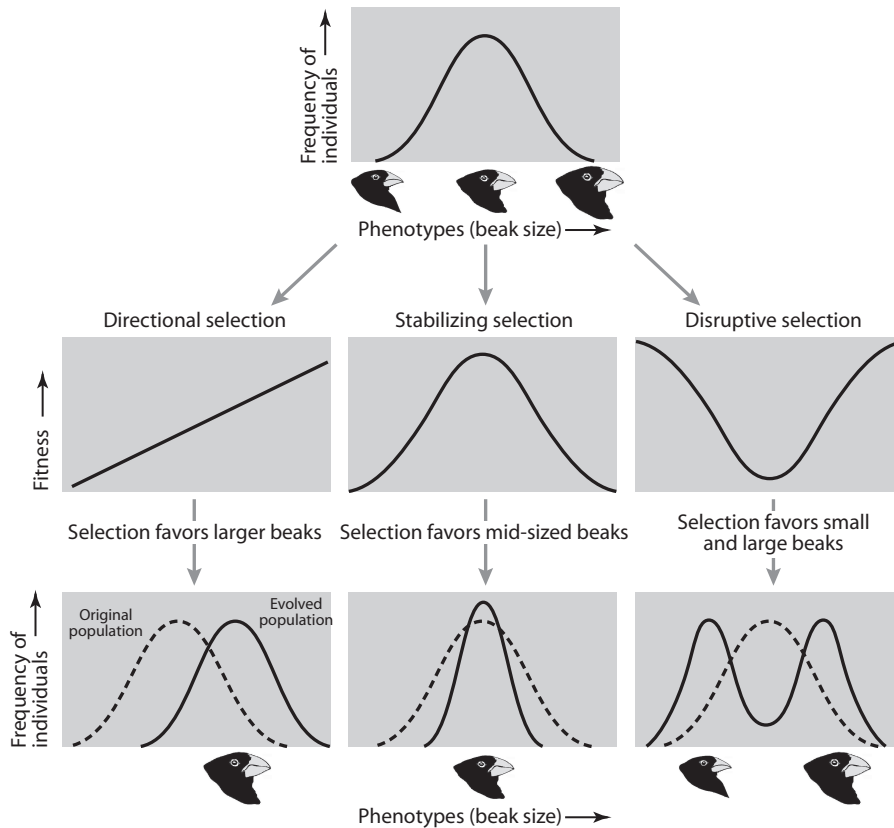 Frequency of
individuals
Phenotypes (beak size)
Directional selection
Stabilizing selection
Disruptive selection
Fitness
Selection favors larger beaks
Selection favors mid-sized beaks
Selection favors small
and large beaks
Frequency of
individuals
Original
population
Evolved
population
Phenotypes (beak size)